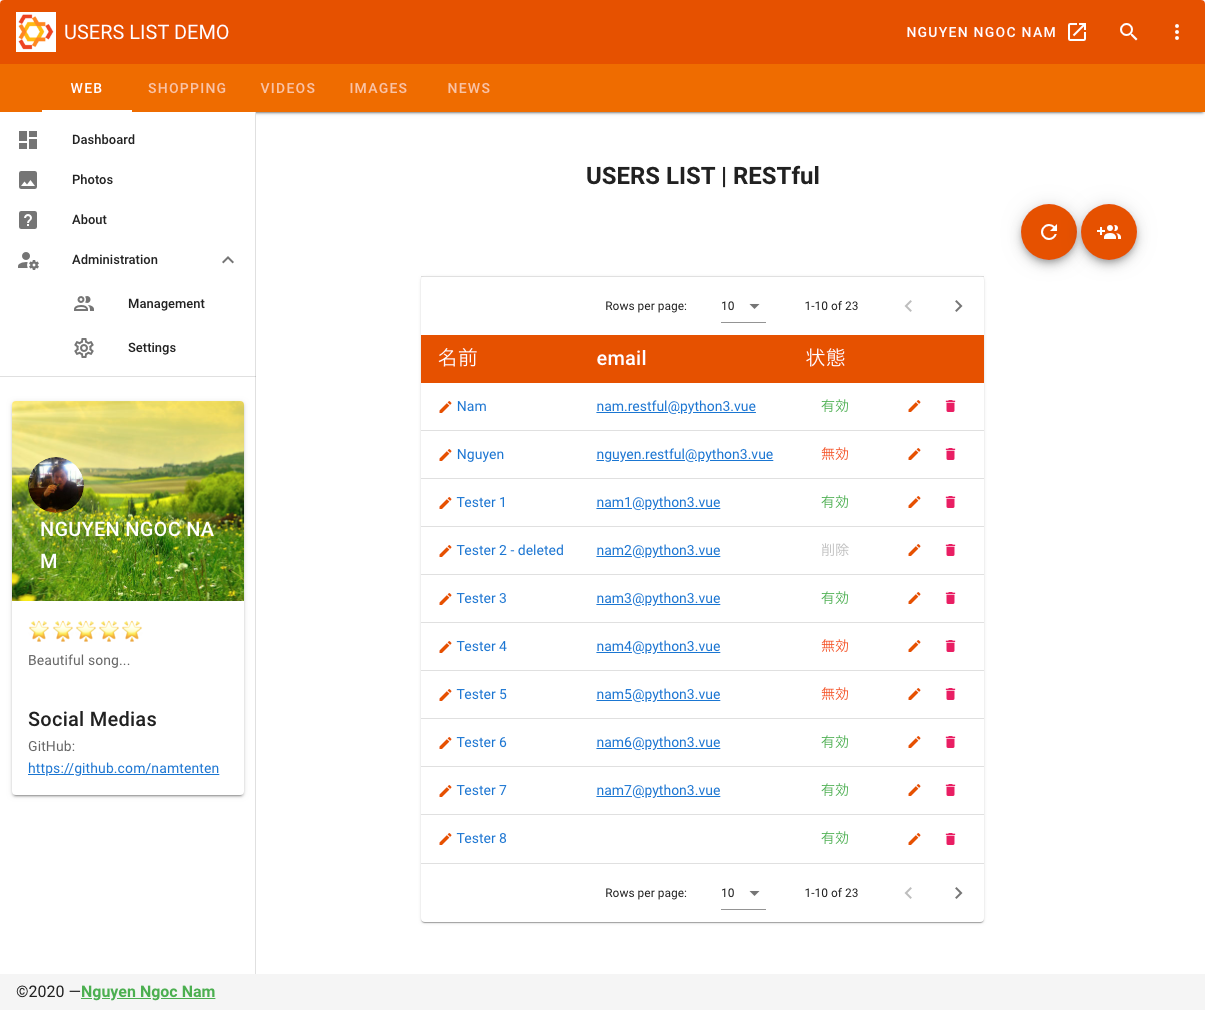 USERS LIST DEMO
NGUYEN NGOC NAM
WEB SHOPPING VIDEOS IMAGES NEWS
Dashboard
Photos
About
Administration
Management
Settings
NGUYEN NGOC NA
M
Beautiful song...
Social Medias
GitHub:
https://github.com/namtenten
USERS LIST | RESTful
Rows per page: 10 1-10 of 23
名前 email 状態
Nam nam.restful@python3.vue 有効
Nguyen nguyen.restful@python3.vue 無効
Tester 1 nam1@python3.vue 有効
Tester 2 - deleted nam2@python3.vue 削除
Tester 3 nam3@python3.vue 有効
Tester 4 nam4@python3.vue 無効
Tester 5 nam5@python3.vue 無効
Tester 6 nam6@python3.vue 有効
Tester 7 nam7@python3.vue 有効
Tester 8 有効
Rows per page: 10 1-10 of 23
©2020 —Nguyen Ngoc Nam